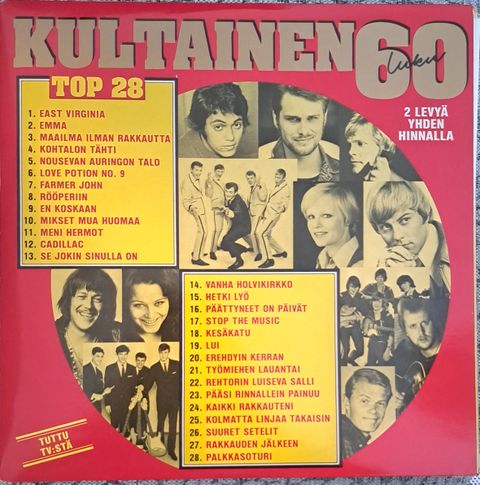 KULTAINEN 60
luku
TOP 28
2 LEVYÄ
YHDEN
HINNALLA
1. EAST VIRGINIA
2. EMMA
3. MAAILMA ILMAN RAKKAUTTA
4. KOHTALON TÄHTI
5. NOUSEVAN AURINGON TALO
6. LOVE POTION NO. 9
7. FARMER JOHN
8. RÖÖPERIIN
9. EN KOSKAAN
10. MIKSET MUA HUOMAA
11. MENI HERMOT
12. CADILLAC
13. SE JOKIN SINULLA ON
14. VANHA HOLVIKIRKKO
15. HETKI LYÖ
16. PÄÄTTYNEET ON PÄIVÄT
17. STOP THE MUSIC
18. KESÄKATU
19. LUI
20. EREHDYIN KERRAN
21. TYÖMIEHEN LAUANTAI
22. REHTORIN LUISEVA SALLI
23. PÄÄSI RINNALLEIN PAINUU
24. KAIKKI RAKKAUTENI
25. KOLMATTA LINJAA TAKAISIN
26. SUURET SETELIT
27. RAKKAUDEN JÄLKEEN
28. PALKKASOTURI
TUTTU
TV:STÄ